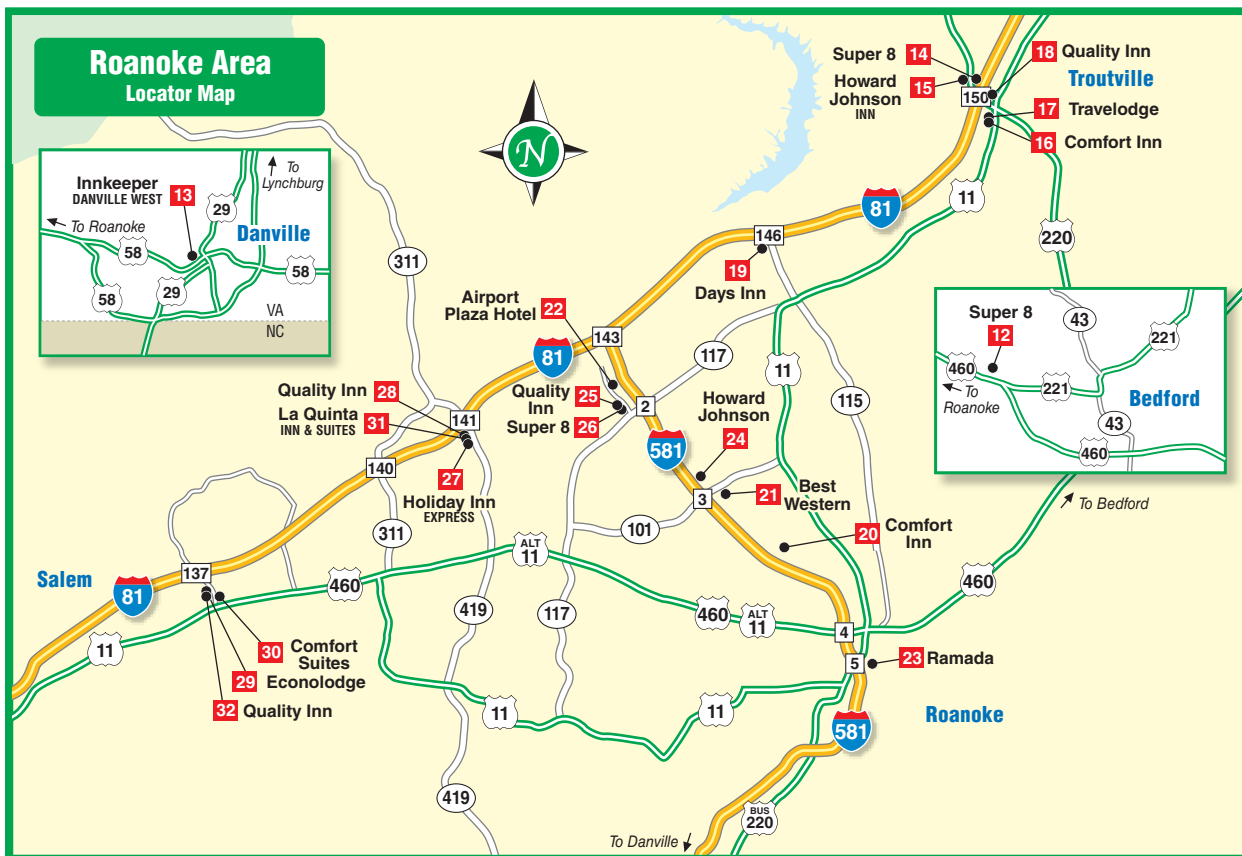 Roanoke Area
Locator Map
N
Super 8 14
Howard
Johnson 15
INN
18 Quality Inn
Troutville
150
17 Travelodge
16 Comfort Inn
11
81
220
Innkeeper
DANVILLE WEST 13
To
Lynchburg
29
To Roanoke
Danville
58
58
58
29
VA
NC
311
146
19
Days Inn
Airport
Plaza Hotel 22
143
81
117
11
115
Super 8
12
43
221
460
To
Roanoke
221
Bedford
43
460
To Bedford
Quality Inn 28
La Quinta 31
INN & SUITES
141
27
Holiday Inn
EXPRESS
140
311
Quality
Inn 25
Super 8 26
2
581
Howard
Johnson
24
3
21 Best
Western
101
20 Comfort
Inn
Salem
137
81
460
ALT
11
419
117
460
ALT
11
4
460
11
30 Comfort
Suites
29 Econolodge
32 Quality Inn
5
23 Ramada
11
11
Roanoke
581
419
BUS
220
To Danville